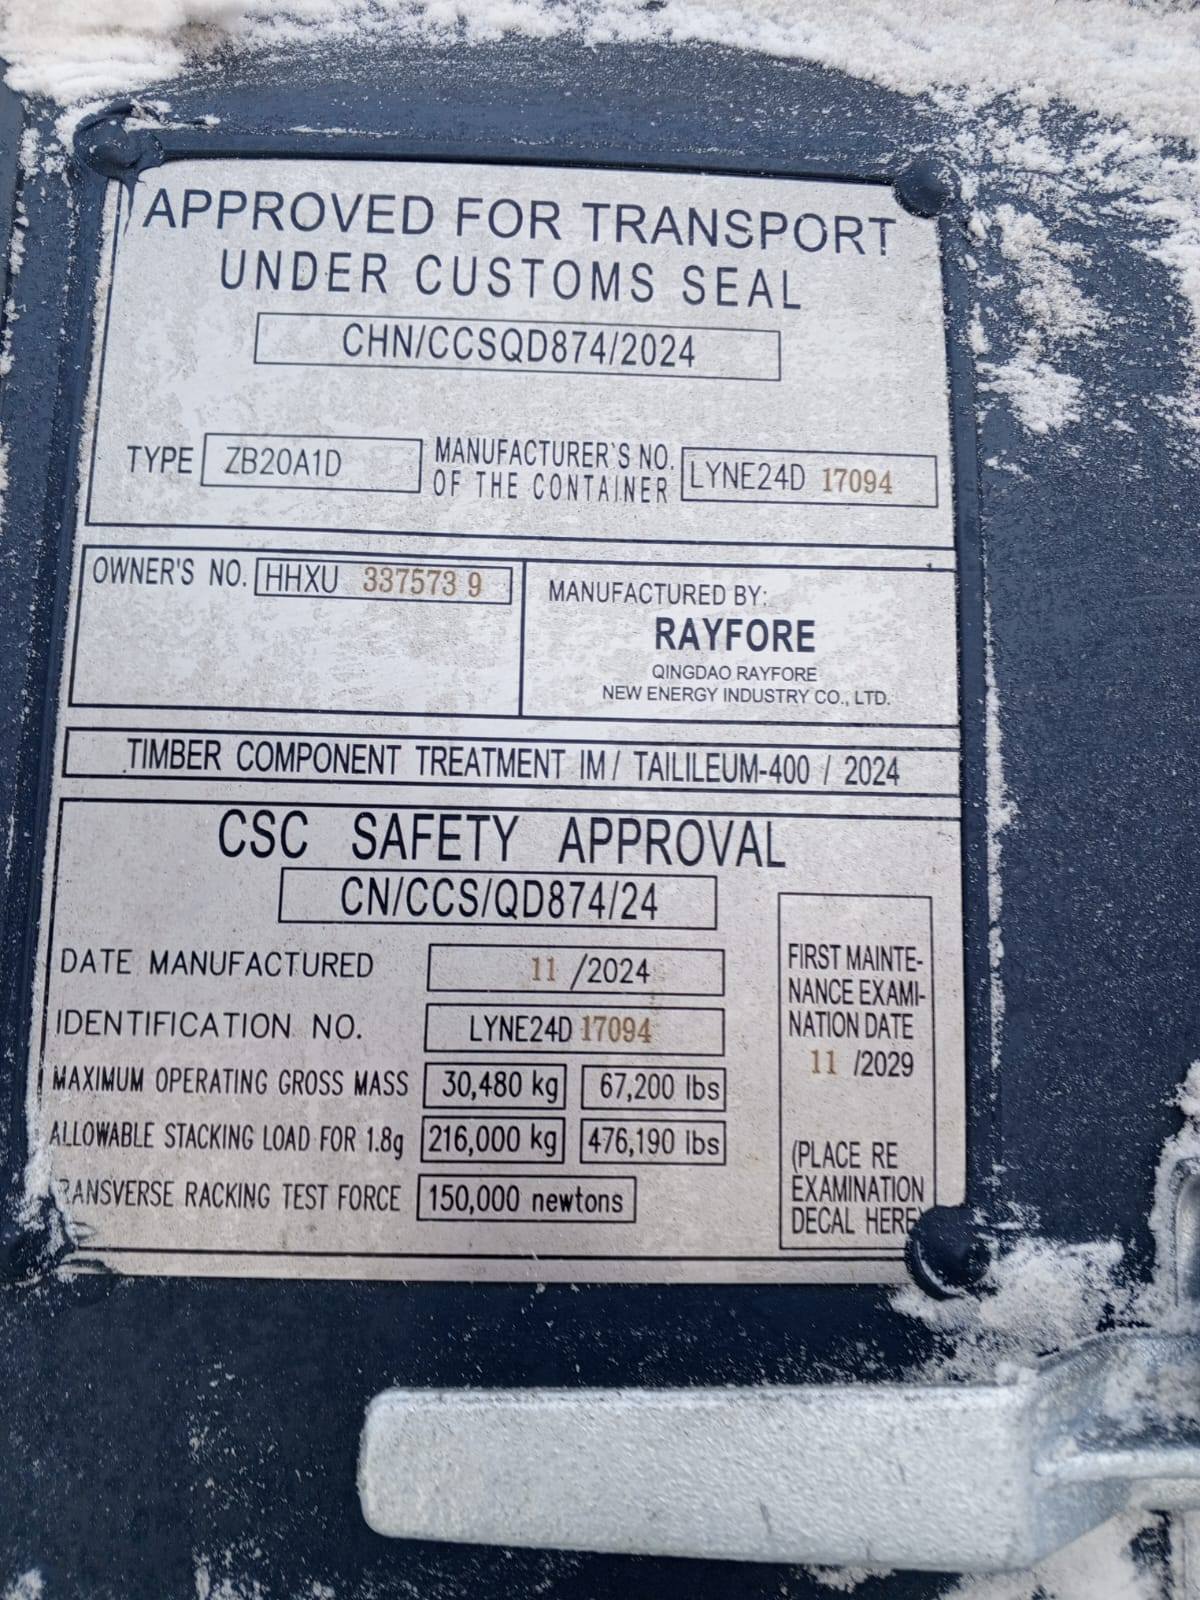 APPROVED FOR TRANSPORT
UNDER CUSTOMS SEAL
CHN/CCSQD874/2024
TYPE ZB20A1D
MANUFACTURER'S NO.
OF THE CONTAINER
LYNE24D 17094
OWNER'S NO. HHXU 337573 9
MANUFACTURED BY:
RAYFORE
QINGDAO RAYFORE
NEW ENERGY INDUSTRY CO., LTD.
TIMBER COMPONENT TREATMENT IM / TAILILEUM-400 / 2024
CSC SAFETY APPROVAL
CN/CCS/QD874/24
DATE MANUFACTURED 11 /2024
IDENTIFICATION NO. LYNE24D 17094
MAXIMUM OPERATING GROSS MASS 30,480 kg 67,200 lbs
ALLOWABLE STACKING LOAD FOR 1.8g 216,000 kg 476,190 lbs
TRANSVERSE RACKING TEST FORCE 150,000 newtons
FIRST MAINTE-
NANCE EXAMI-
NATION DATE
11 /2029
(PLACE RE
EXAMINATION
DECAL HERE)